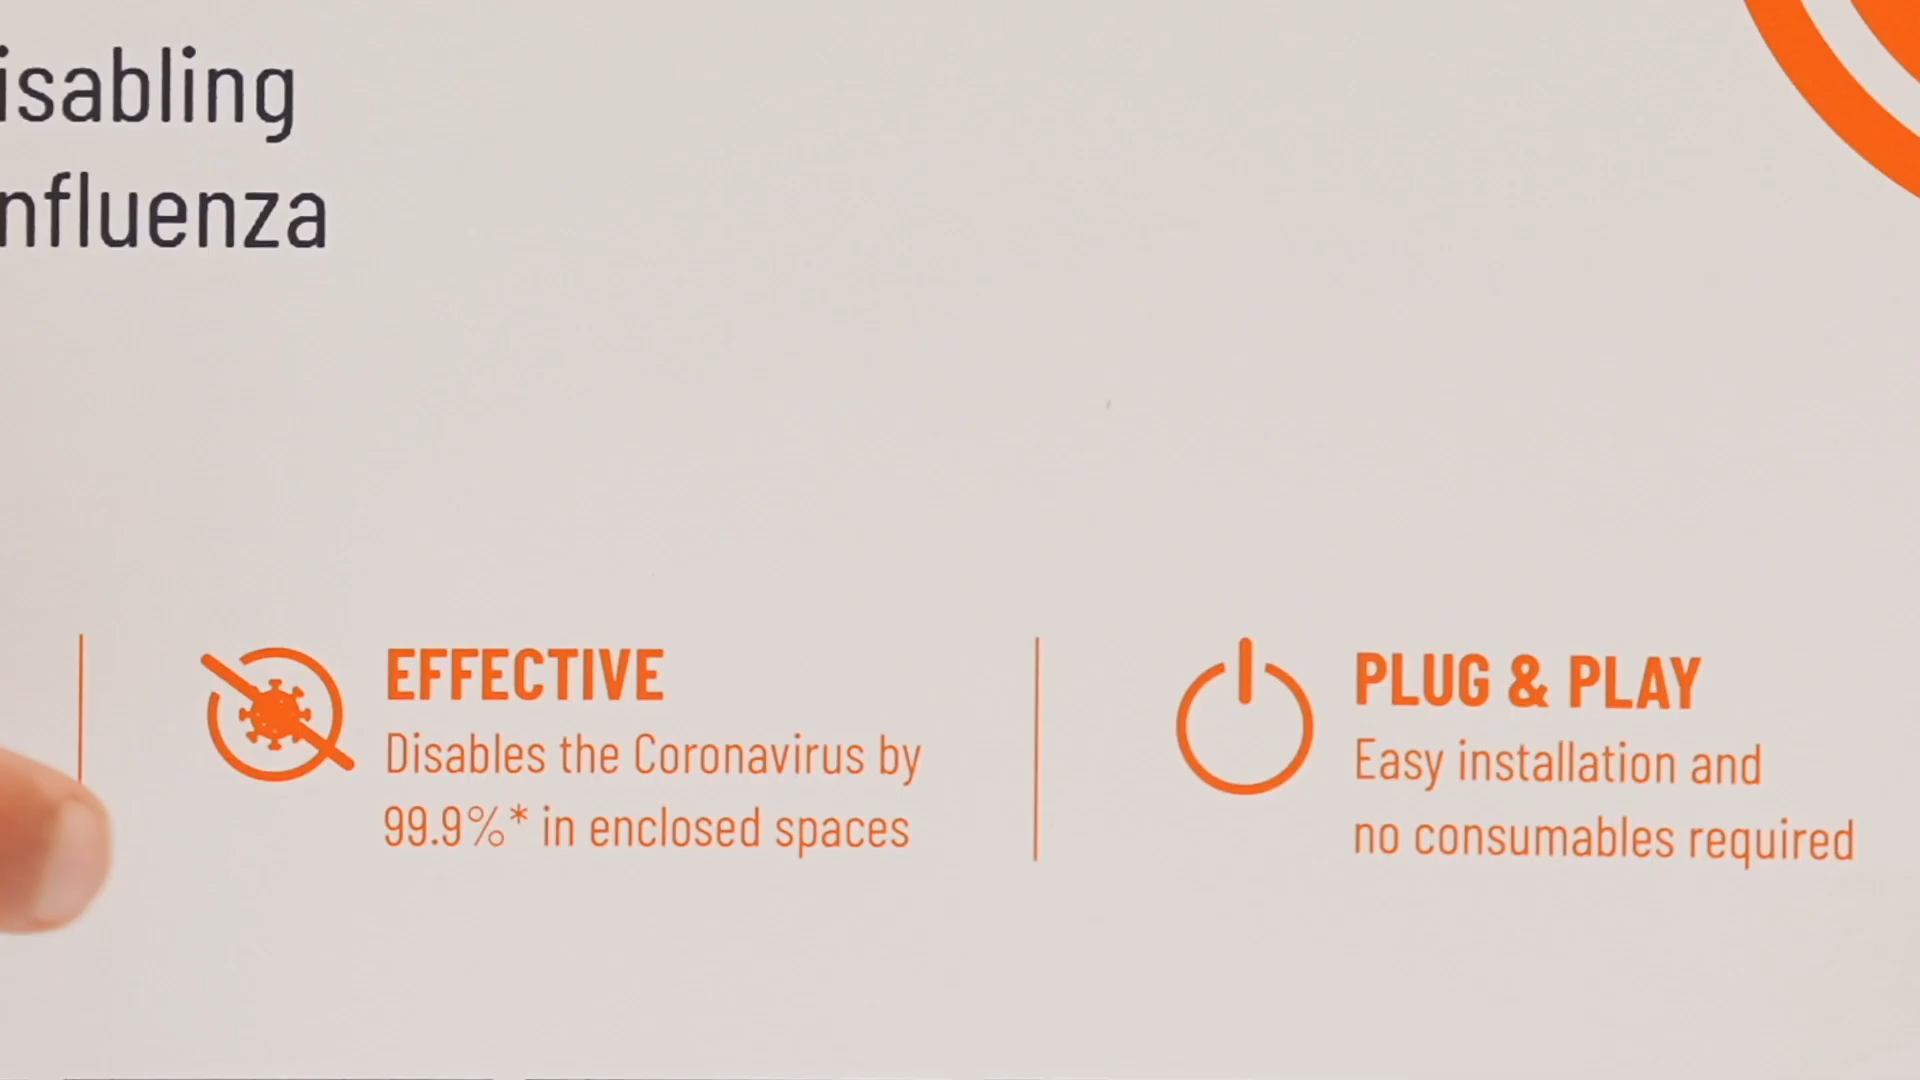 isabling
nfluenza
EFFECTIVE
Disables the Coronavirus by
99.9%* in enclosed spaces
PLUG & PLAY
Easy installation and
no consumables required